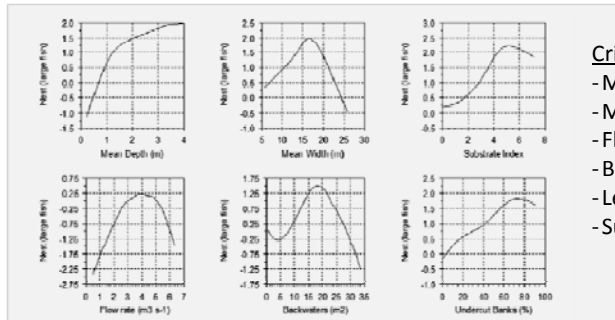 2.0 2.5 3.0
1.5 2.0 2.5
1.0 1.5 2.0
0.5 1.0 1.5
0.0 0.5 1.0
-0.5 0.0 0.5
-1.0 -0.5 0.0
-1.5 -1.0 -0.5
Nest (large fish) Nest (large fish) Nest (large fish)
0 1 2 3 4 5 10 15 20 25 30 0 2 4 6 8
Mean Depth (m) Mean Width (m) Substrate Index
Cri
- M
- M
- Fl
- B
- Le
- Su
0.75 1.75 2.5
0.25 1.25 2.0
-0.25 0.75 1.5
-0.75 0.25 1.0
-1.25 -0.25 0.5
-1.75 -0.75 0.0
-2.25 -1.25 -0.5
-2.75 -1.75 -1.0
Nest (large fish) Nest (large fish) Nest (large fish)
0 1 2 3 4 5 6 7 0 5 10 15 20 25 30 35 0 20 40 60 80 100
Flow rate (m3 s-1) Backwaters (m2) Undercut Banks (%)